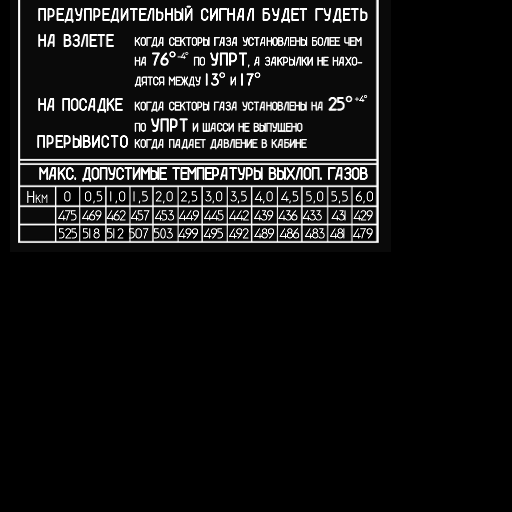 ПРЕДУПРЕДИТЕЛЬНЫЙ СИГНАЛ БУДЕТ ГУДЕТЬ
НА ВЗЛЕТЕ КОГДА СЕКТОРЫ ГАЗА УСТАНОВЛЕНЫ БОЛЕЕ ЧЕМ
НА 76°-4° ПО УПРТ, А ЗАКРЫЛКИ НЕ НАХО-
ДЯТСЯ МЕЖДУ 13° И 17°
НА ПОСАДКЕ КОГДА СЕКТОРЫ ГАЗА УСТАНОВЛЕНЫ НА 25°+4°
ПО УПРТ И ШАССИ НЕ ВЫПУЩЕНО
ПРЕРЫВИСТО КОГДА ПАДАЕТ ДАВЛЕНИЕ В КАБИНЕ
МАКС. ДОПУСТИМЫЕ ТЕМПЕРАТУРЫ ВЫХЛОП. ГАЗОВ
Нкм 0 0,5 1,0 1,5 2,0 2,5 3,0 3,5 4,0 4,5 5,0 5,5 6,0
475 469 462 457 453 449 445 442 439 436 433 431 429
525 518 512 507 503 499 495 492 489 486 483 481 479